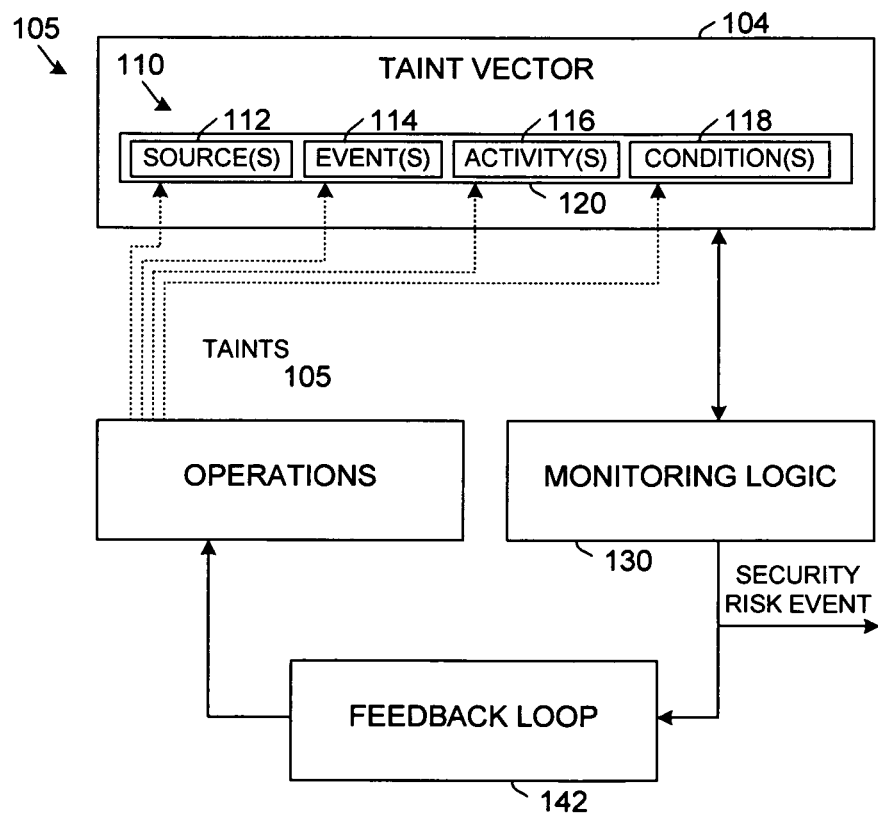 105
104
TAINT VECTOR
110
112
114
116
118
SOURCE(S)
EVENT(S)
ACTIVITY(S)
CONDITION(S)
120
TAINTS
105
OPERATIONS
MONITORING LOGIC
130
SECURITY
RISK EVENT
FEEDBACK LOOP
142